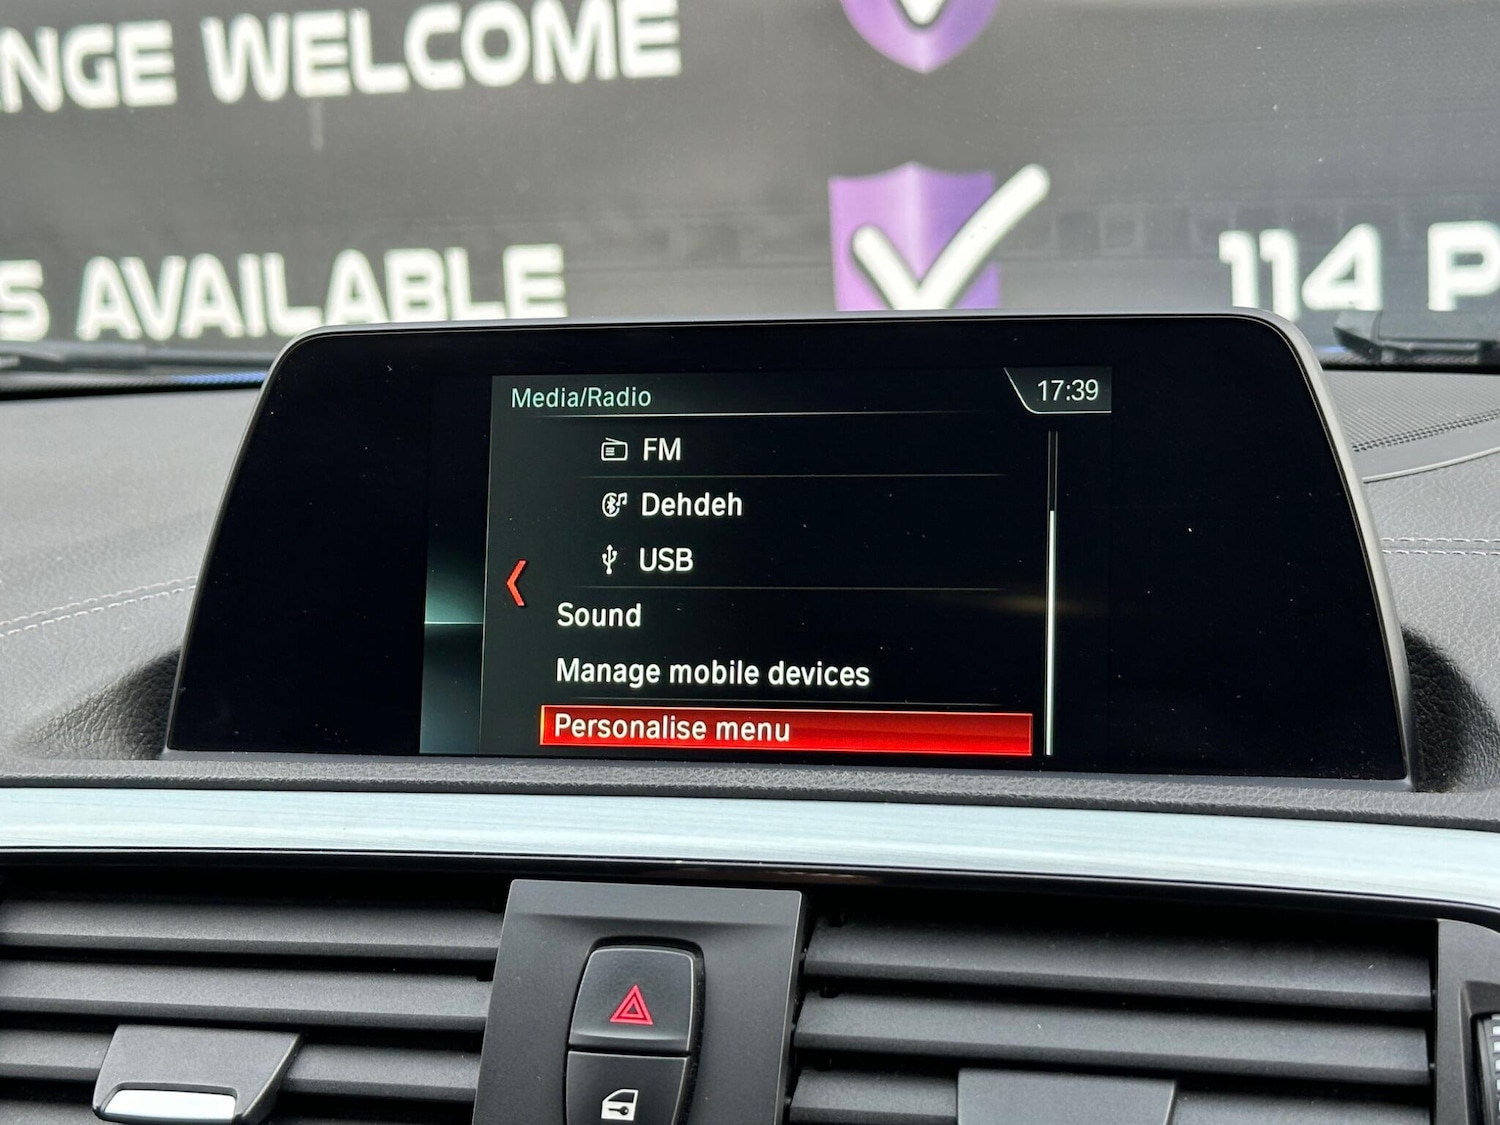 NGE WELCOME
S AVAILABLE
114 P
Media/Radio
17:39
FM
Dehdeh
USB
Sound
Manage mobile devices
Personalise menu